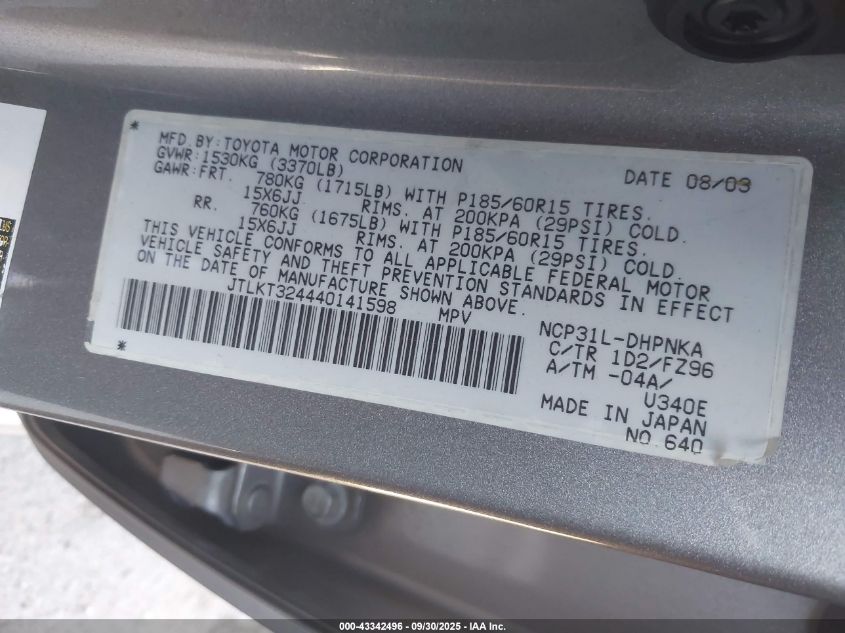 MFD.BY:TOYOTA MOTOR CORPORATION DATE 08/03
GVWR:1530KG (3370LB)
GAWR:FRT. 780KG (1715LB) WITH P185/60R15 TIRES.
15X6JJ RIMS. AT 200KPA (29PSI) COLD.
RR. 760KG (1675LB) WITH P185/60R15 TIRES.
15X6JJ RIMS. AT 200KPA (29PSI) COLD.
THIS VEHICLE CONFORMS TO ALL APPLICABLE FEDERAL MOTOR
VEHICLE SAFETY AND THEFT PREVENTION STANDARDS IN EFFECT
ON THE DATE OF MANUFACTURE SHOWN ABOVE.
JTLKT324440141598 MPV
NCP31L-DHPNKA
C/TR 1D2/FZ96
A/TM -04A/
U340E
MADE IN JAPAN
NO.640
000-43342496 - 09/30/2025 - IAA Inc.